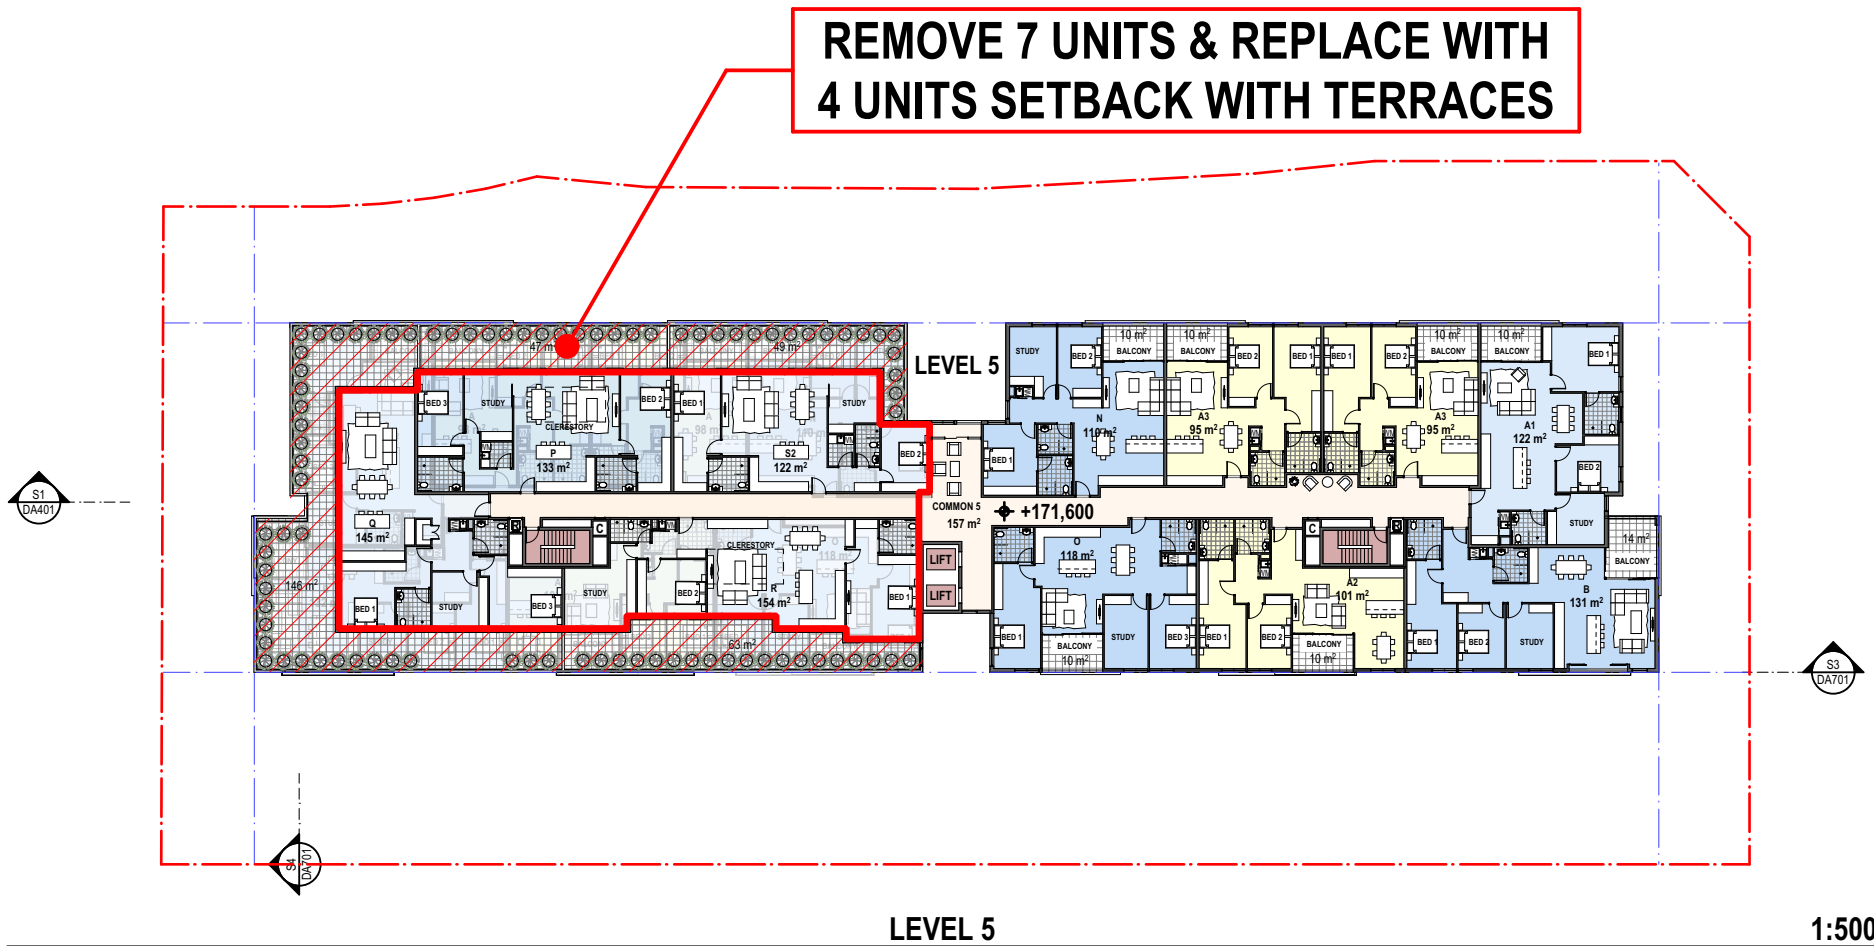 REMOVE 7 UNITS & REPLACE WITH
4 UNITS SETBACK WITH TERRACES
47 m
49 m²
LEVEL 5
BED 3
STUDY
CLERESTORY
BED 2
BED 1
STUDY
P
133 m²
S2
122 m²
BED 2
98 m²
Q
145 m²
146 m²
BED 1
STUDY
BED 3
STUDY
BED 2
CLERESTORY
R
154 m²
118 m²
BED 1
63 m²
C
COMMON 5
157 m²
+171,600
LIFT
LIFT
STUDY
BED 2
10 m²
BALCONY
10 m²
BALCONY
BED 2
BED 1
BED 1
BED 2
10 m²
BALCONY
10 m²
BALCONY
BED 1
N
110 m²
BED 1
A3
95 m²
A3
95 m²
A1
122 m²
BED 2
STUDY
O
118 m²
BED 1
BALCONY
10 m²
STUDY
BED 3
BED 1
BED 2
A2
101 m²
BALCONY
10 m²
C
BED 1
BED 2
STUDY
B
131 m²
14 m²
BALCONY
S1
DA401
S3
DA701
S4
DA701
LEVEL 5
1:500